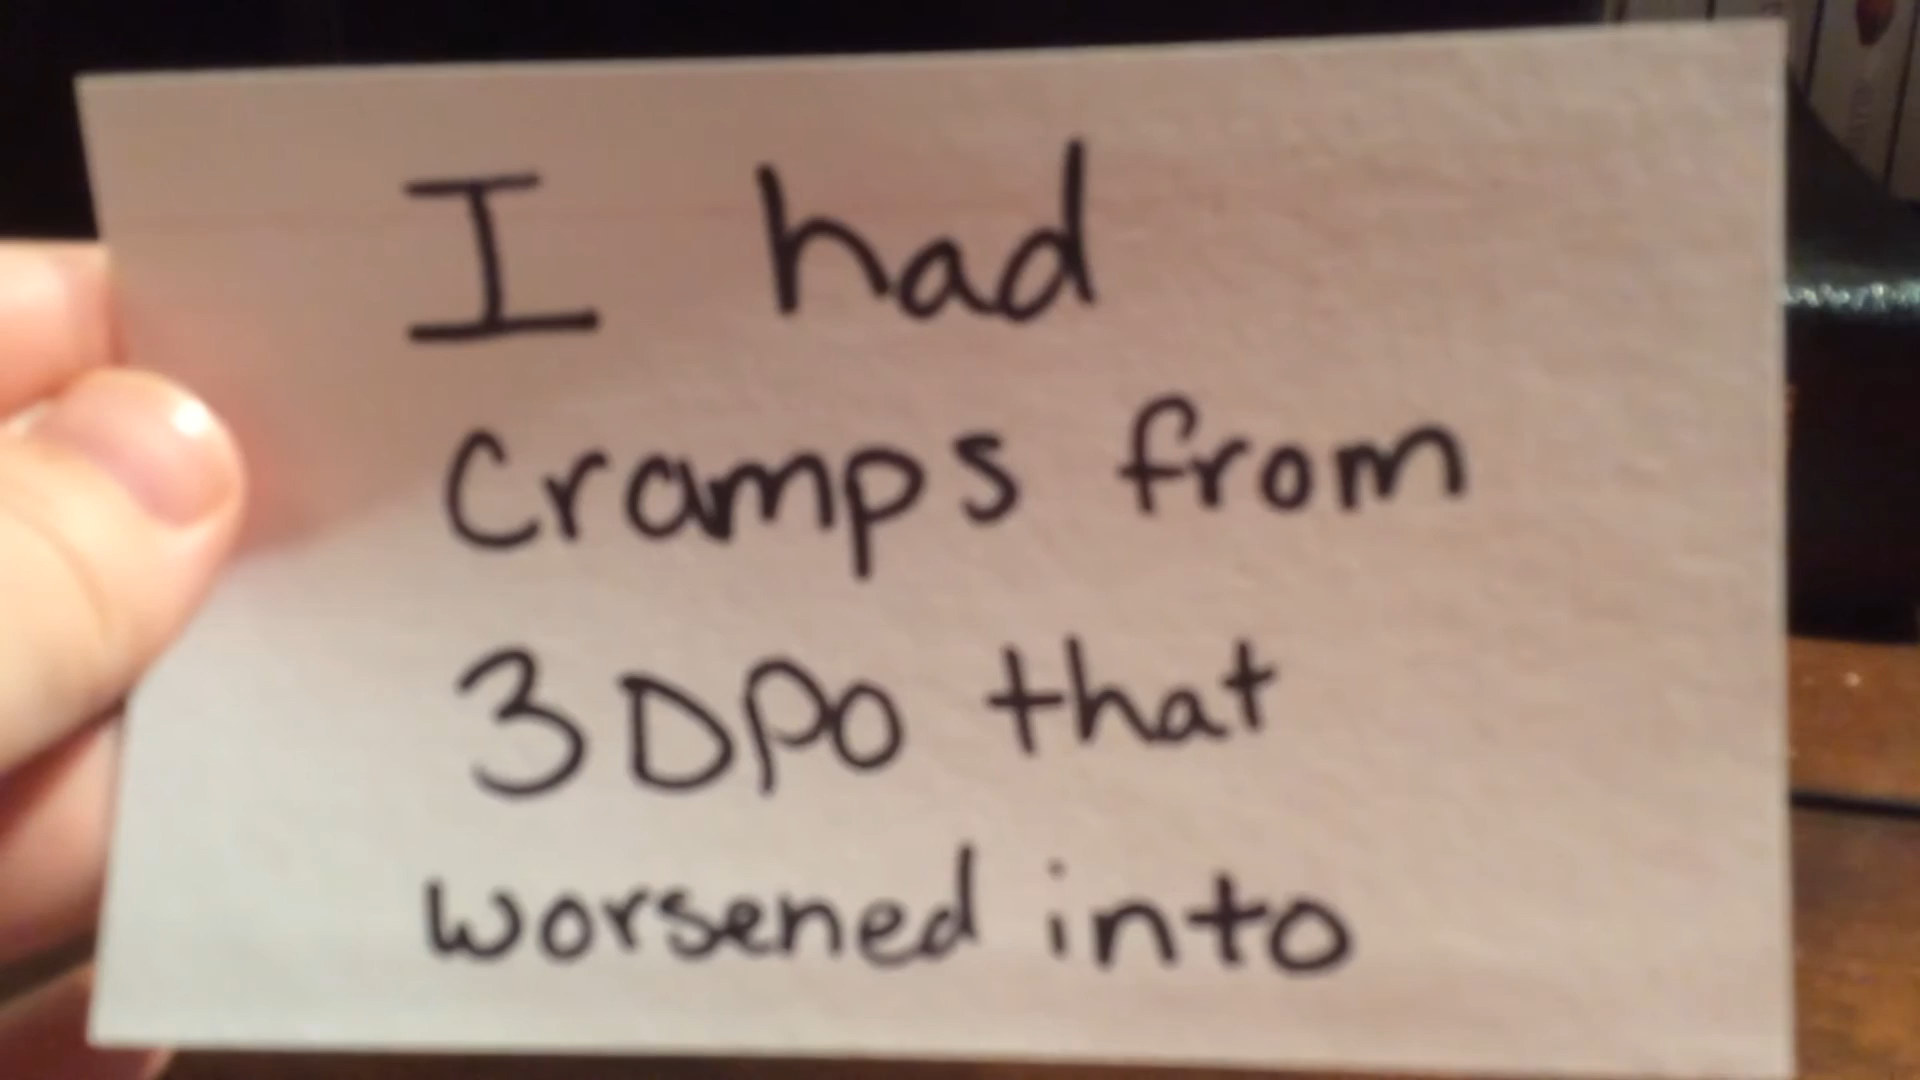 I had
cramps from
3DPO that
worsened into